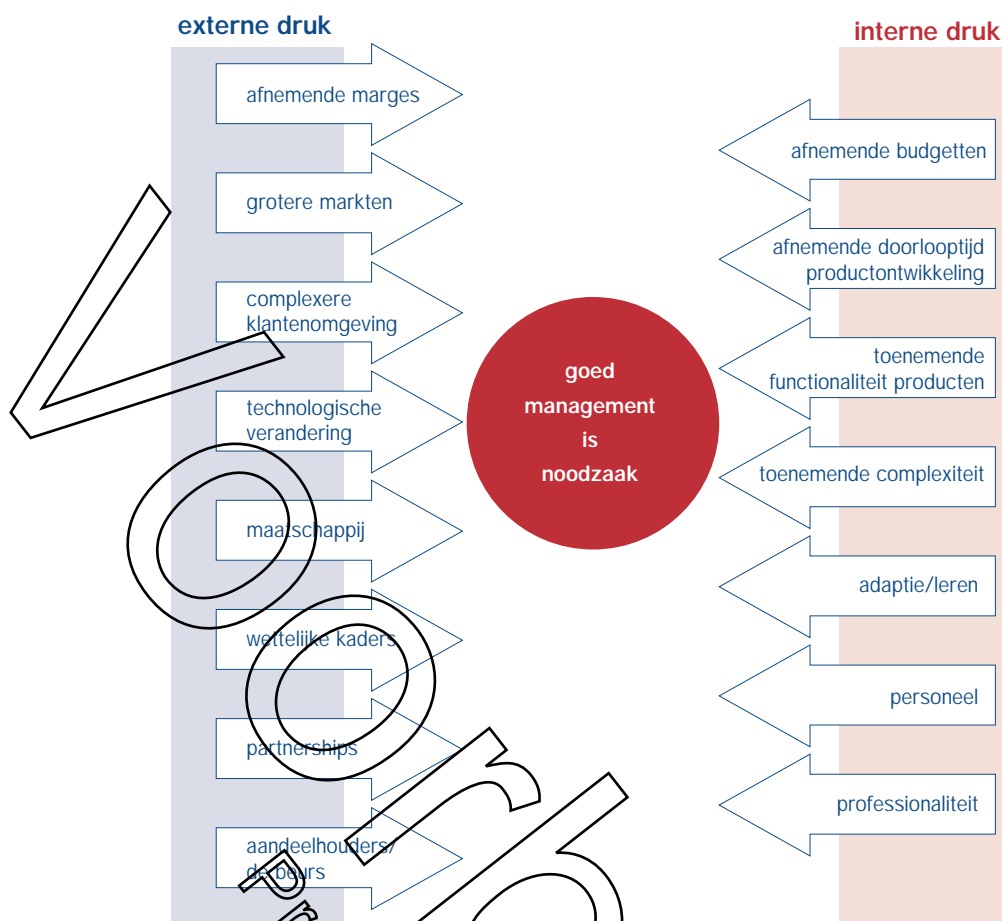 externe druk
afnemende marges
grotere markten
complexere
klantenomgeving
technologische
verandering
maatschappij
wettelijke kaders
partnerships
aandeelhouders/
de beurs
goed
management
is
noodzaak
interne druk
afnemende budgetten
afnemende doorlooptijd
productontwikkeling
toenemende
functionaliteit producten
toenemende complexiteit
adaptie/leren
personeel
professionaliteit
Voorb
Pr